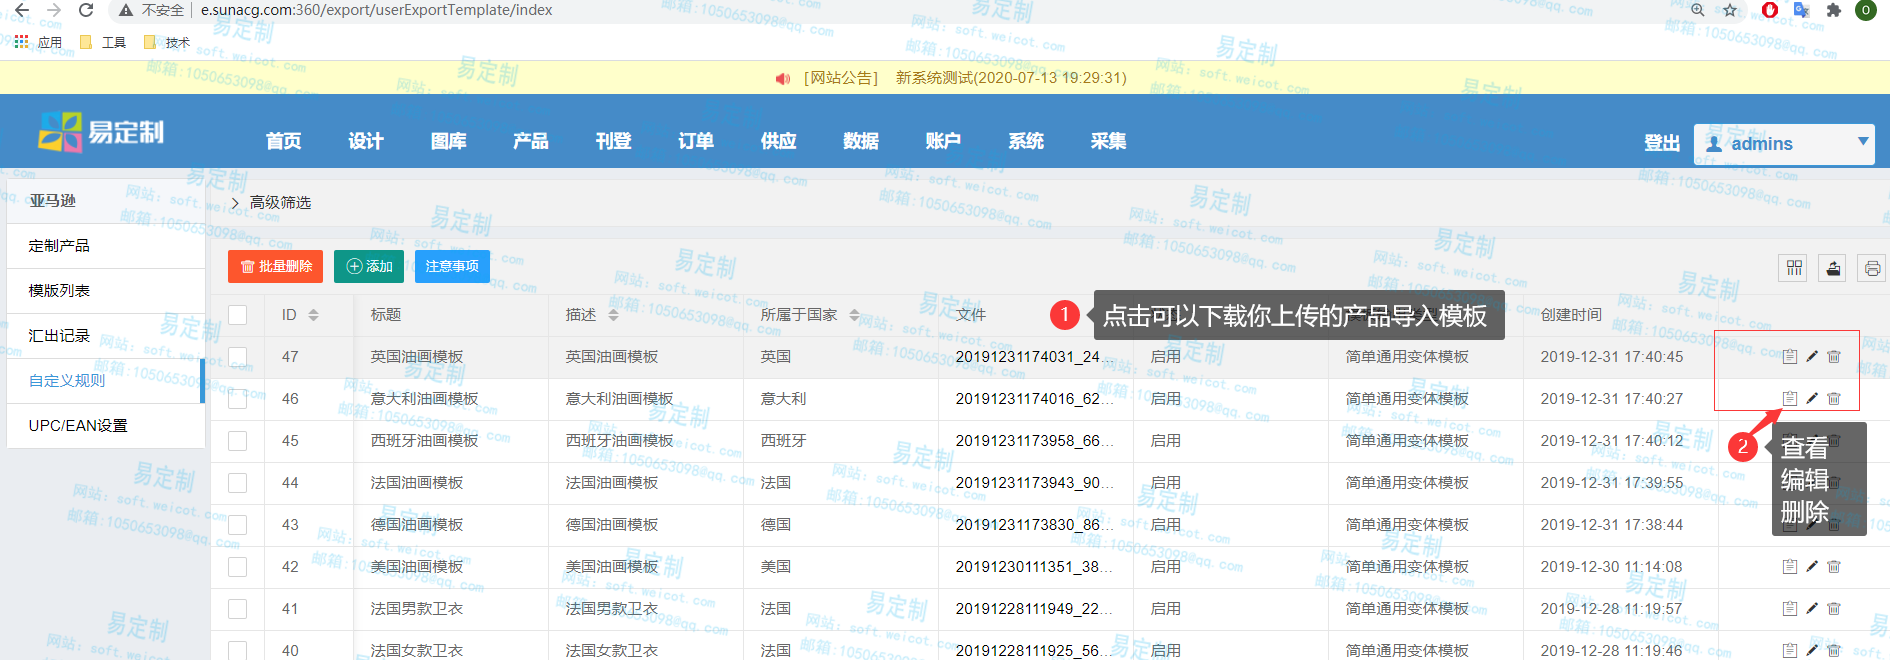 不安全 e.sunacg.com:360/export/userExportTemplate/index
应用 工具 技术
[网站公告] 新系统测试(2020-07-13 19:29:31)
易定制 首页 设计 图库 产品 刊登 订单 供应 数据 账户 系统 采集 登出 admins
亚马逊
定制产品
模版列表
汇出记录
自定义规则
UPC/EAN设置
高级筛选
批量删除 添加 注意事项
ID 标题 描述 所属于国家 文件 创建时间
1 点击可以下载你上传的产品导入模板
47 英国油画模板 英国油画模板 英国 20191231174031_24... 启用 简单通用变体模板 2019-12-31 17:40:45
46 意大利油画模板 意大利油画模板 意大利 20191231174016_62... 启用 简单通用变体模板 2019-12-31 17:40:27
45 西班牙油画模板 西班牙油画模板 西班牙 20191231173958_66... 启用 简单通用变体模板 2019-12-31 17:40:12
44 法国油画模板 法国油画模板 法国 20191231173943_90... 启用 简单通用变体模板 2019-12-31 17:39:55
43 德国油画模板 德国油画模板 德国 20191231173830_86... 启用 简单通用变体模板 2019-12-31 17:38:44
42 美国油画模板 美国油画模板 美国 20191230111351_38... 启用 简单通用变体模板 2019-12-30 11:14:08
41 法国男款卫衣 法国男款卫衣 法国 20191228111949_22... 启用 简单通用变体模板 2019-12-28 11:19:57
40 法国女款卫衣 法国女款卫衣 法国 20191228111925_56... 启用 简单通用变体模板 2019-12-28 11:19:46
2 查看
编辑
删除
易定制
网站: soft.weicot.com
邮箱:1050653098@qq.com